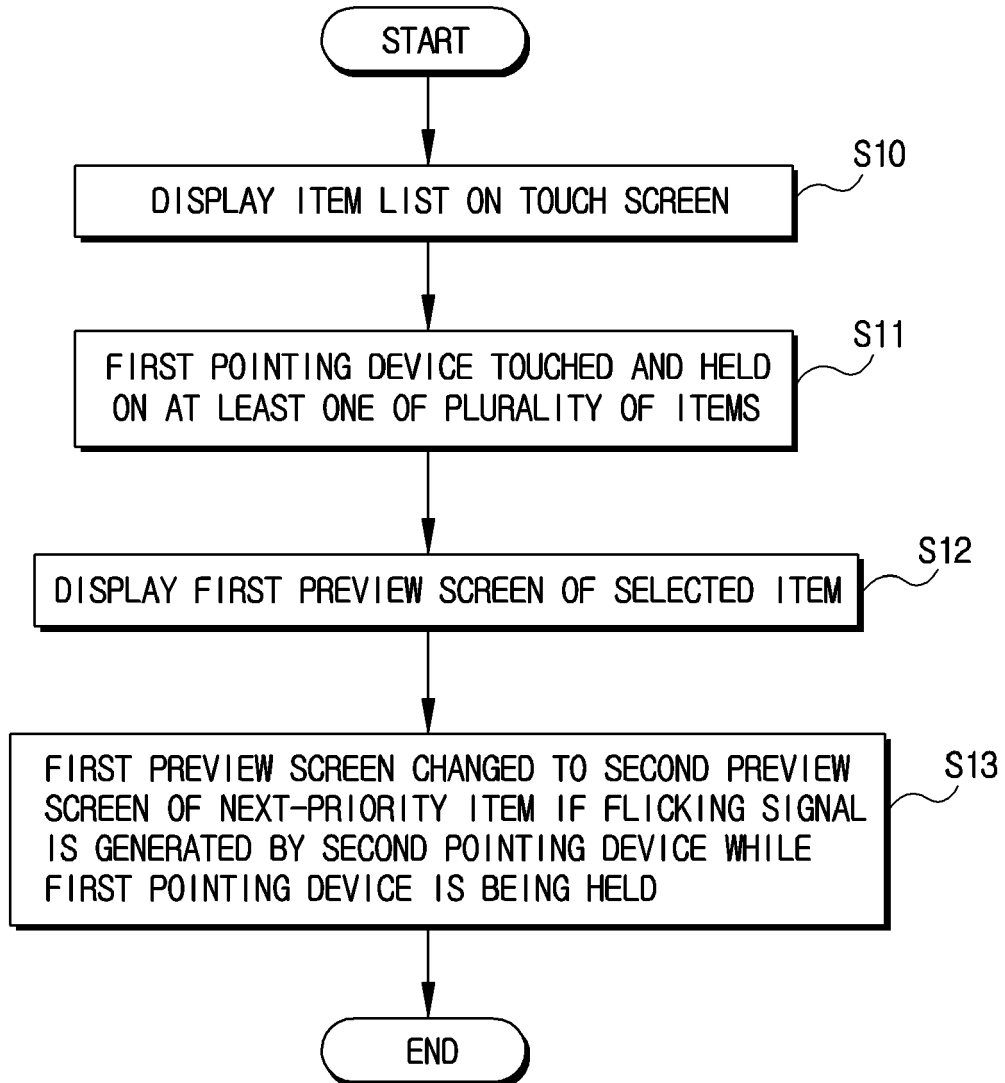 START
S10
DISPLAY ITEM LIST ON TOUCH SCREEN
S11
FIRST POINTING DEVICE TOUCHED AND HELD
ON AT LEAST ONE OF PLURALITY OF ITEMS
S12
DISPLAY FIRST PREVIEW SCREEN OF SELECTED ITEM
S13
FIRST PREVIEW SCREEN CHANGED TO SECOND PREVIEW
SCREEN OF NEXT-PRIORITY ITEM IF FLICKING SIGNAL
IS GENERATED BY SECOND POINTING DEVICE WHILE
FIRST POINTING DEVICE IS BEING HELD
END